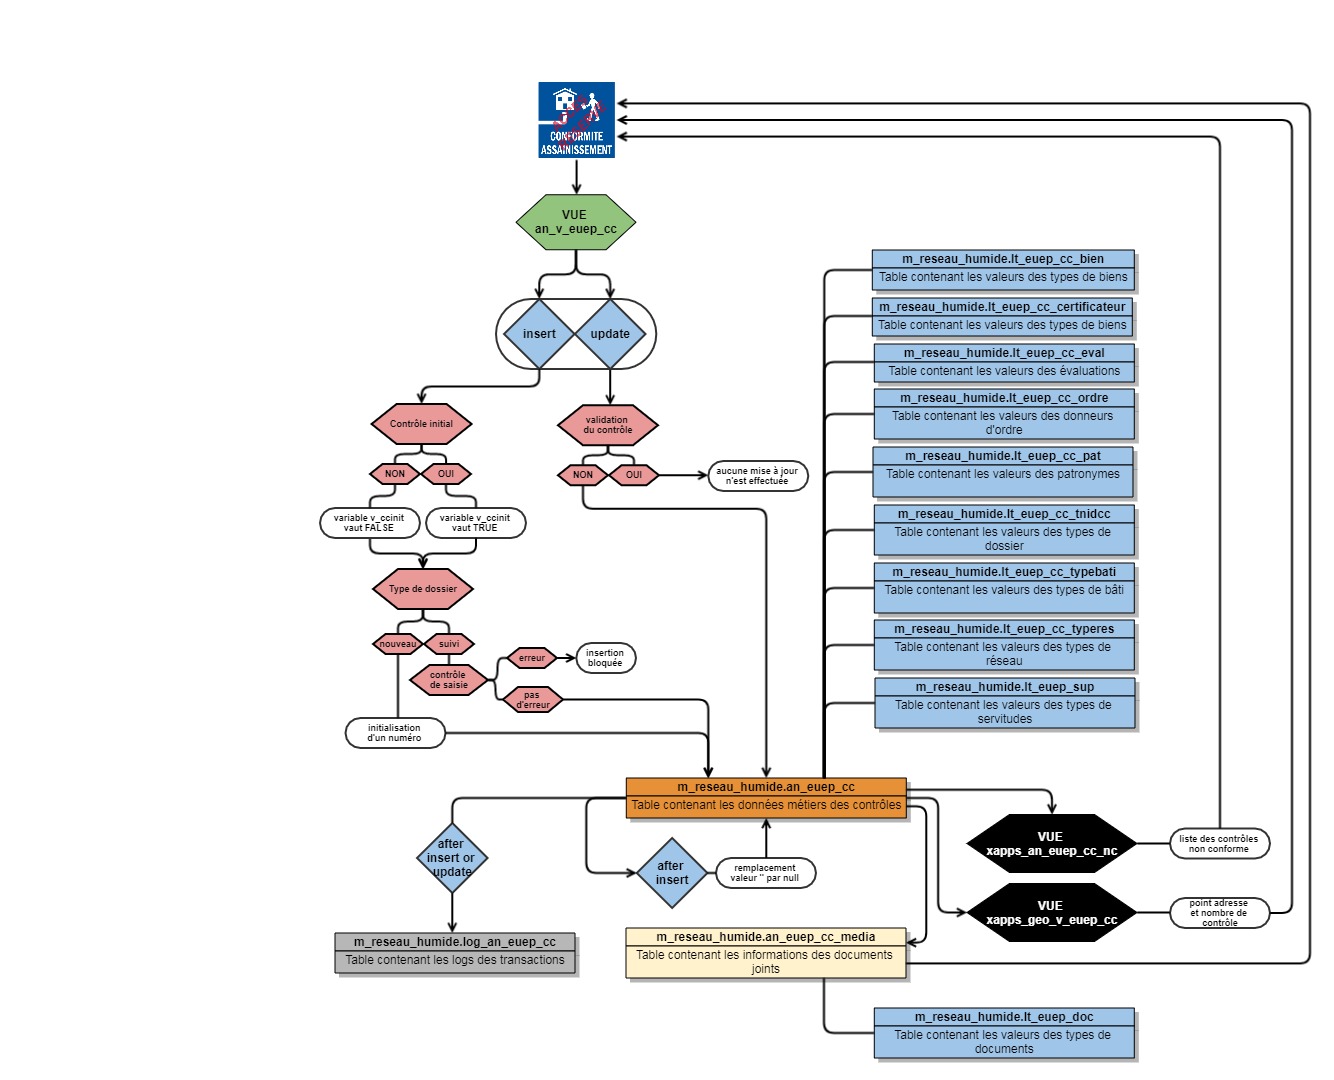 CONFORMITE
ASSAINISSEMENT
VUE
an_v_euep_cc
insert
update
Contrôle initial
NON
OUI
variable v_ccinit
vaut FALSE
variable v_ccinit
vaut TRUE
Type de dossier
nouveau
suivi
contrôle
de saisie
erreur
insertion
bloquée
pas
d'erreur
initialisation
d'un numéro
validation
du contrôle
NON
OUI
aucune mise à jour
n'est effectuée
m_reseau_humide.lt_euep_cc_bien
Table contenant les valeurs des types de biens
m_reseau_humide.lt_euep_cc_certificateur
Table contenant les valeurs des types de biens
m_reseau_humide.lt_euep_cc_eval
Table contenant les valeurs des évaluations
m_reseau_humide.lt_euep_cc_ordre
Table contenant les valeurs des donneurs
d'ordre
m_reseau_humide.lt_euep_cc_pat
Table contenant les valeurs des patronymes
m_reseau_humide.lt_euep_cc_tnidcc
Table contenant les valeurs des types de
dossier
m_reseau_humide.lt_euep_cc_typebati
Table contenant les valeurs des types de bâti
m_reseau_humide.lt_euep_cc_typeres
Table contenant les valeurs des types de
réseau
m_reseau_humide.lt_euep_sup
Table contenant les valeurs des types de
servitudes
m_reseau_humide.an_euep_cc
Table contenant les données métiers des contrôles
after
insert or
update
after
insert
remplacement
valeur '' par null
VUE
xapps_an_euep_cc_nc
liste des contrôles
non conforme
VUE
xapps_geo_v_euep_cc
point adresse
et nombre de
contrôle
m_reseau_humide.log_an_euep_cc
Table contenant les logs des transactions
m_reseau_humide.an_euep_cc_media
Table contenant les informations des documents
joints
m_reseau_humide.lt_euep_doc
Table contenant les valeurs des types de
documents